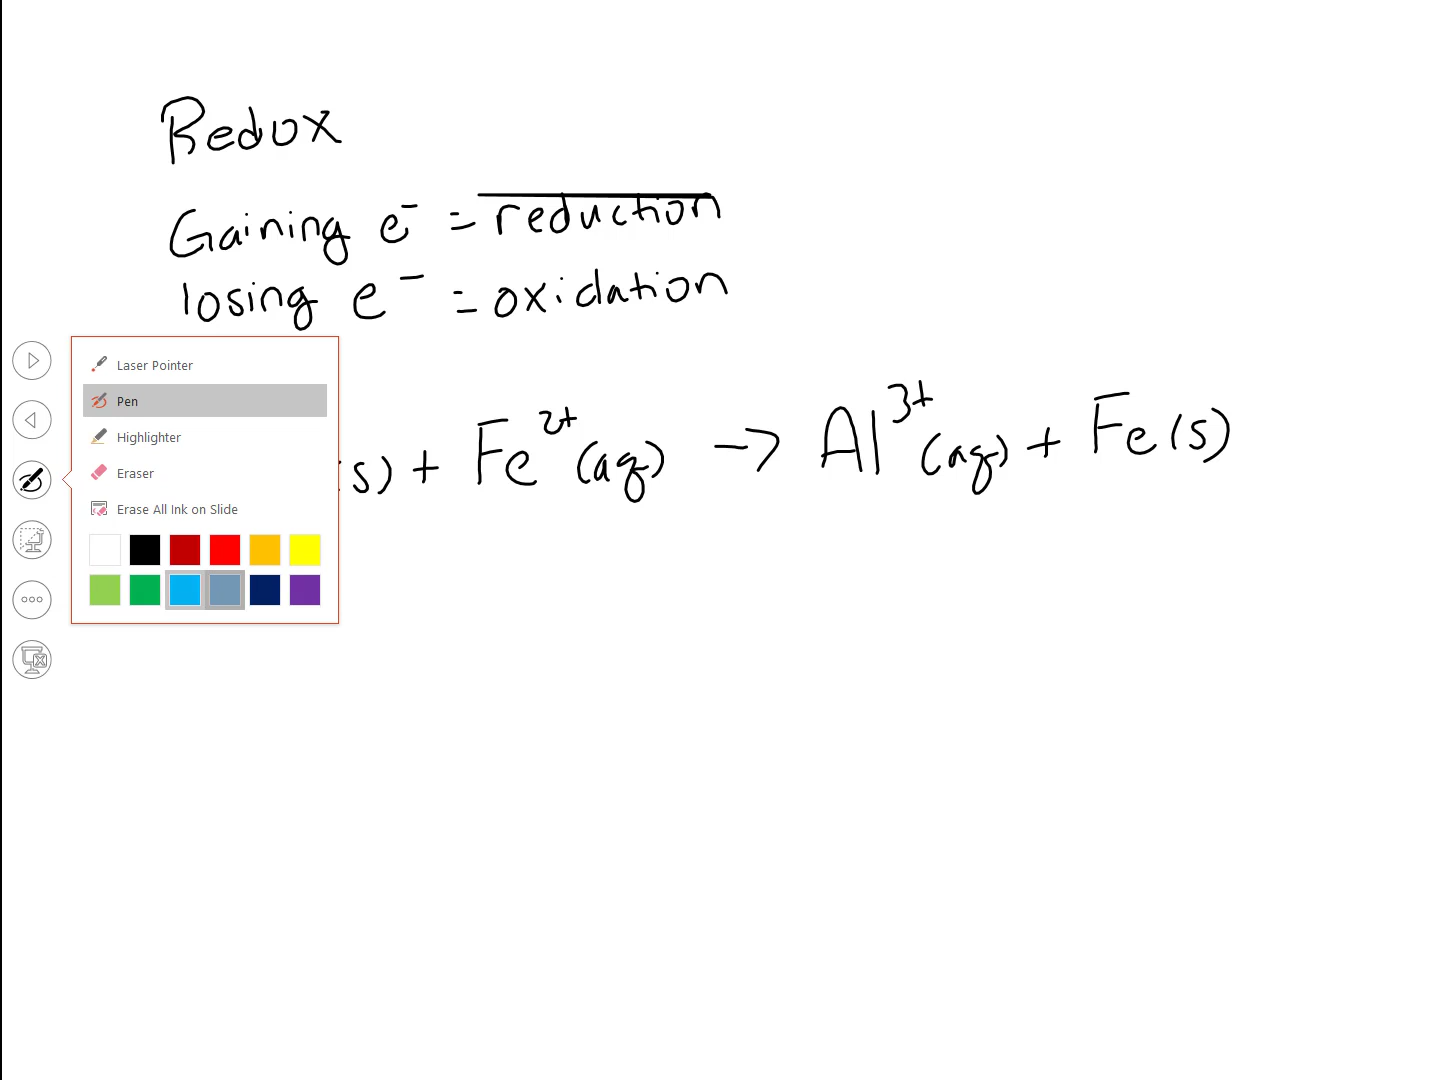 Redox
Gaining e⁻ = reduction
losing e⁻ = oxidation
Laser Pointer
Pen
Highlighter
Eraser
Erase All Ink on Slide
(s) + Fe²⁺(aq) → Al³⁺(aq) + Fe(s)